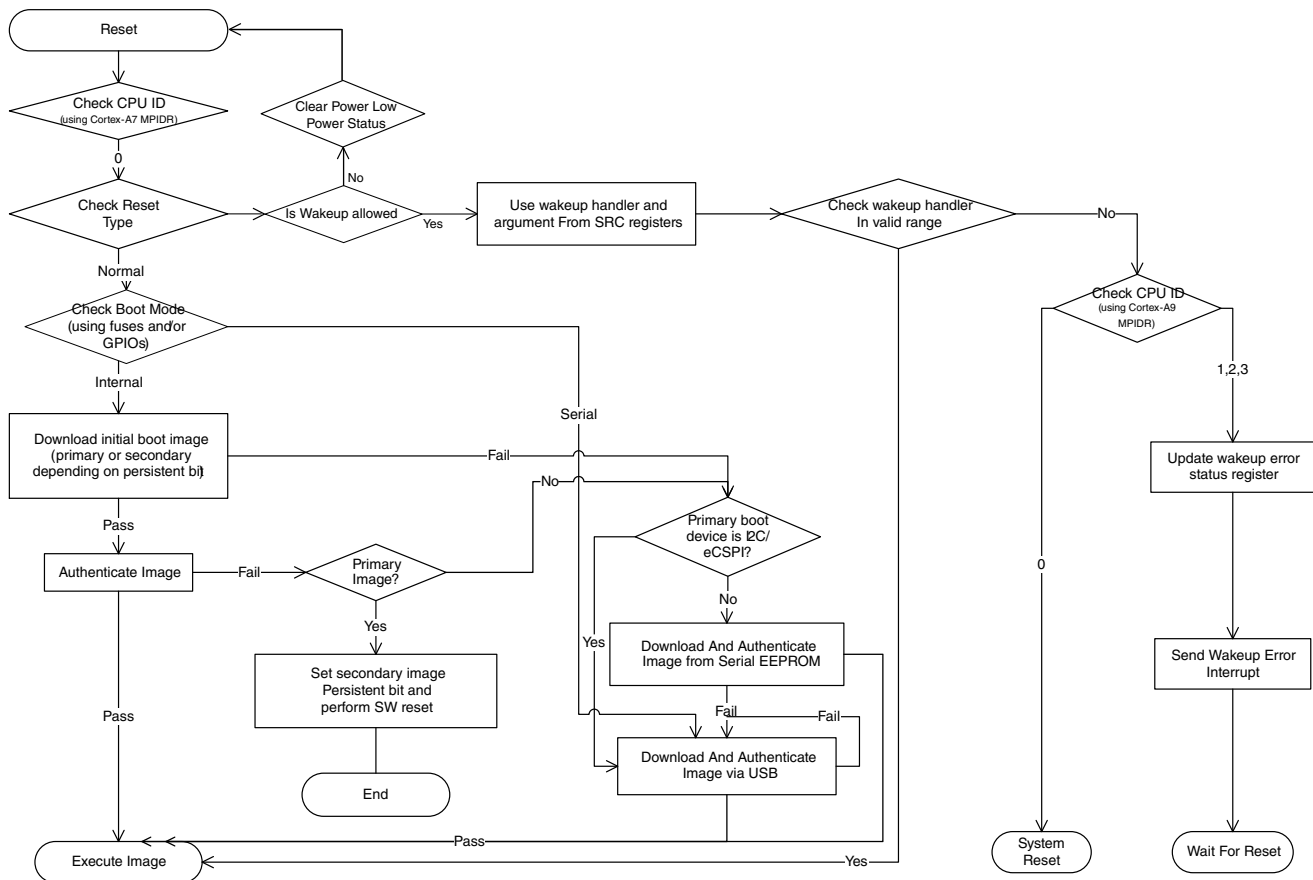 Reset
Check CPU ID
(using Cortex-A7 MPIDR)
0
Clear Power Low
Power Status
No
Check Reset
Type
Is Wakeup allowed
Yes
Use wakeup handler and
argument From SRC registers
Check wakeup handler
In valid range
No
Normal
Check Boot Mode
(using fuses and/or
GPIOs)
Check CPU ID
(using Cortex-A9
MPIDR)
Internal
1,2,3
Serial
Download initial boot image
(primary or secondary
depending on persistent bit)
Fail
Update wakeup error
status register
No
Pass
Primary boot
device is I2C/
eCSPI?
Authenticate Image
Fail
Primary
Image?
0
No
Yes
Yes
Download And Authenticate
Image from Serial EEPROM
Send Wakeup Error
Interrupt
Set secondary image
Persistent bit and
perform SW reset
Pass
Fail
Fail
Download And Authenticate
Image via USB
End
Pass
Execute Image
Yes
System
Reset
Wait For Reset